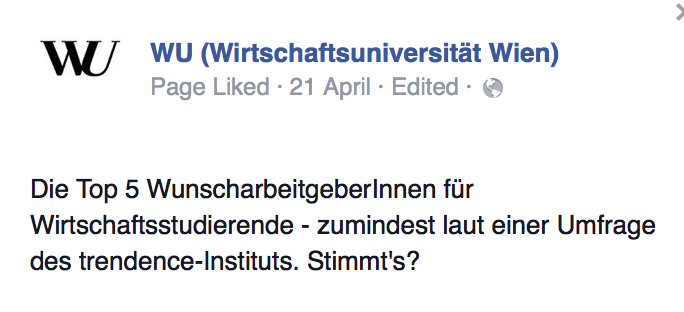 WU WU (Wirtschaftsuniversität Wien)
Page Liked · 21 April · Edited ·
Die Top 5 WunscharbeitgeberInnen für
Wirtschaftsstudierende - zumindest laut einer Umfrage
des trendence-Instituts. Stimmt's?